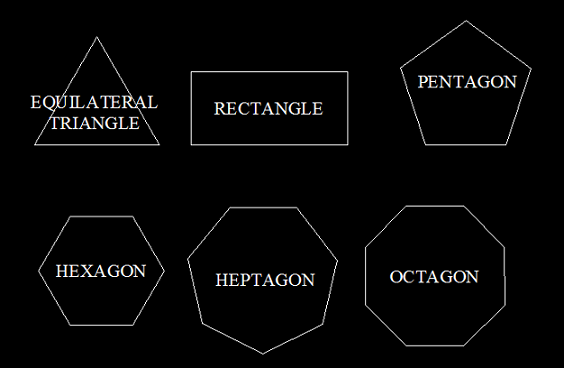 EQUILATERAL
TRIANGLE
RECTANGLE
PENTAGON
HEXAGON
HEPTAGON
OCTAGON